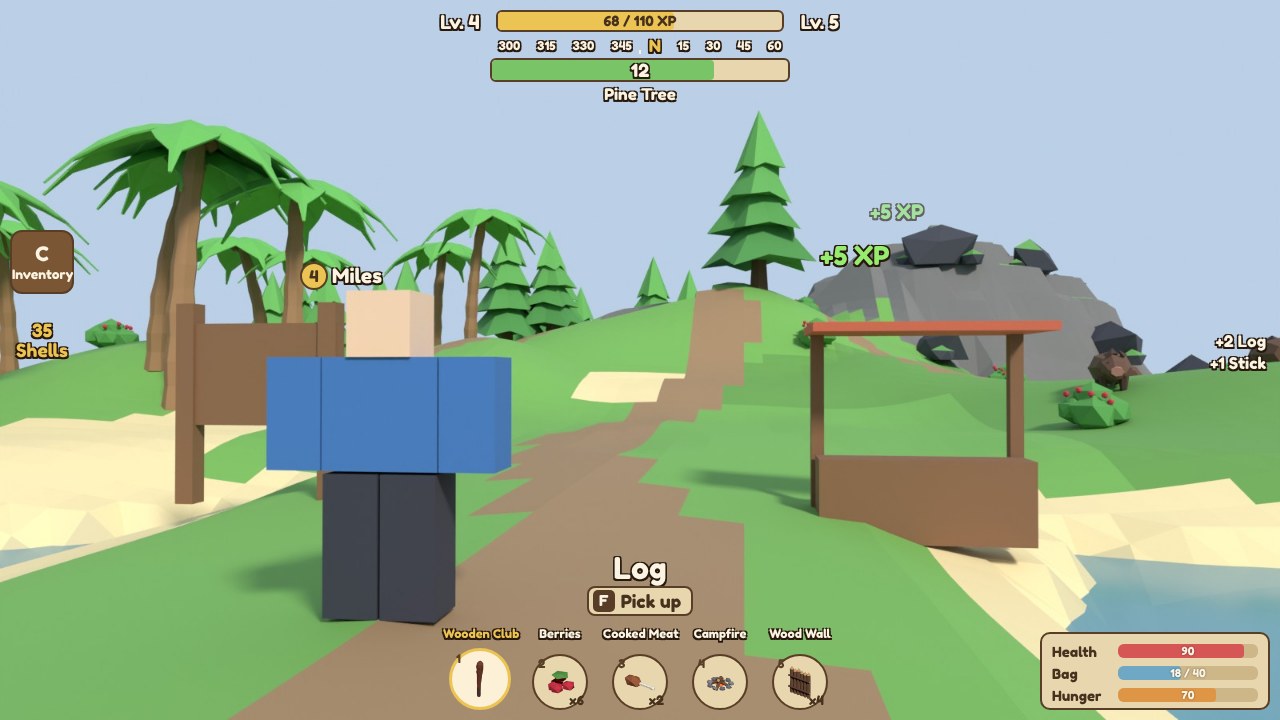 Lv. 4
68 / 110 XP
Lv. 5
300 315 330 345 N 15 30 45 60
12
Pine Tree
+5 XP
+5 XP
C
Inventory
4 Miles
35
Shells
+2 Log
+1 Stick
Log
F Pick up
Wooden Club
Berries
Cooked Meat
Campfire
Wood Wall
1
2
x6
3
x2
4
5
x4
Health 90
Bag 18 / 40
Hunger 70